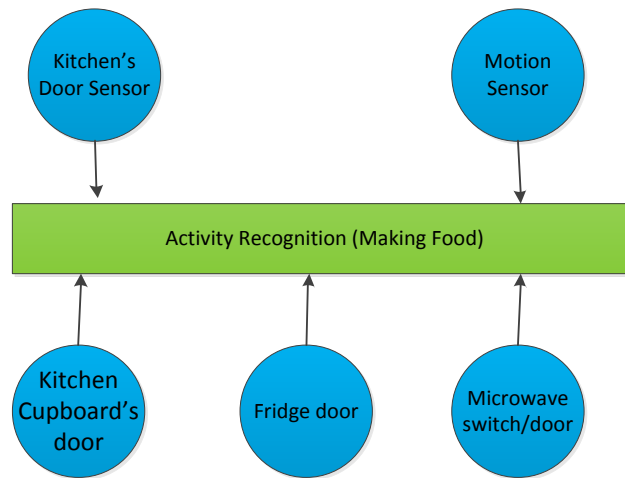 Kitchen's
Door Sensor
Motion
Sensor
Activity Recognition (Making Food)
Kitchen
Cupboard's
door
Fridge door
Microwave
switch/door